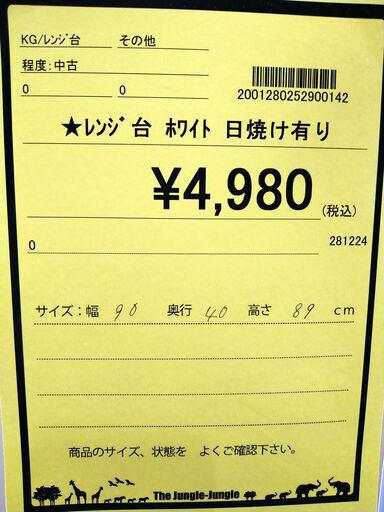 KG/ﾚﾝｼﾞ台 その他
程度:中古
0 0
2001280252900142
★ﾚﾝｼﾞ台 ﾎﾜｲﾄ 日焼け有り
¥4,980
(税込)
0 281224
サイズ:幅 90 奥行 40 高さ 89 cm
商品のサイズ、状態を よくご確認下さい。
The Jungle-Jungle